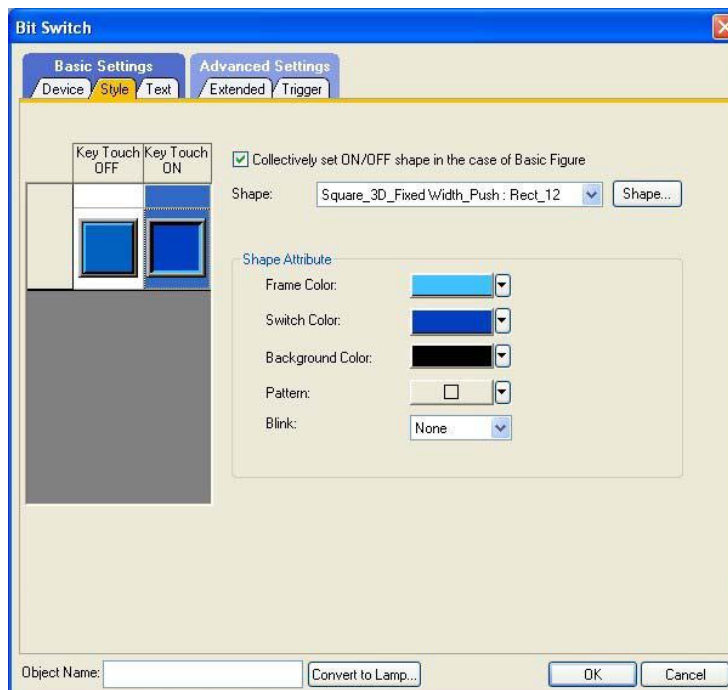 Bit Switch
Basic Settings
Advanced Settings
Device
Style
Text
Extended
Trigger
Key Touch OFF
Key Touch ON
Collectively set ON/OFF shape in the case of Basic Figure
Shape:
Square_3D_Fixed Width_Push : Rect_12
Shape...
Shape Attribute
Frame Color:
Switch Color:
Background Color:
Pattern:
Blink:
None
Object Name:
Convert to Lamp...
OK
Cancel